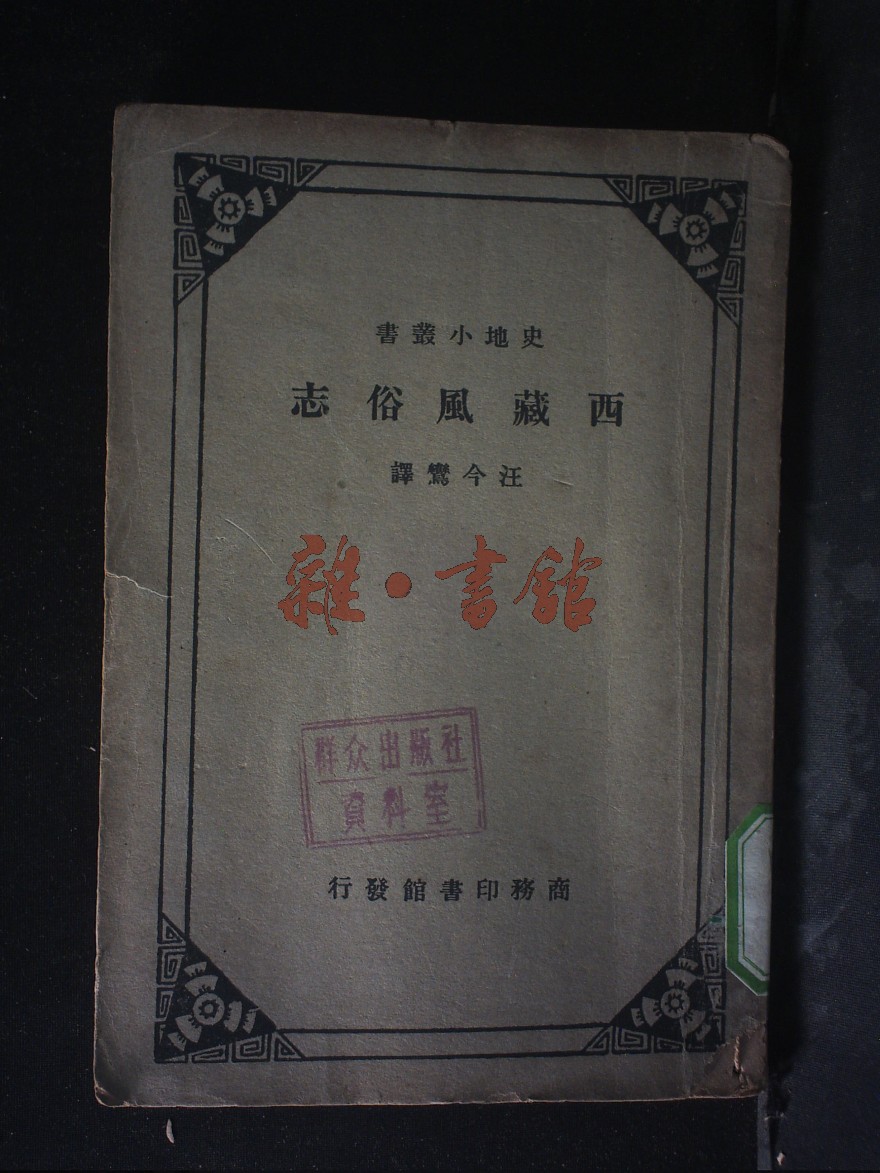 史地小叢書
西藏風俗志
汪今鸞譯
雜·書館
群众出版社
資料室
商務印書館發行